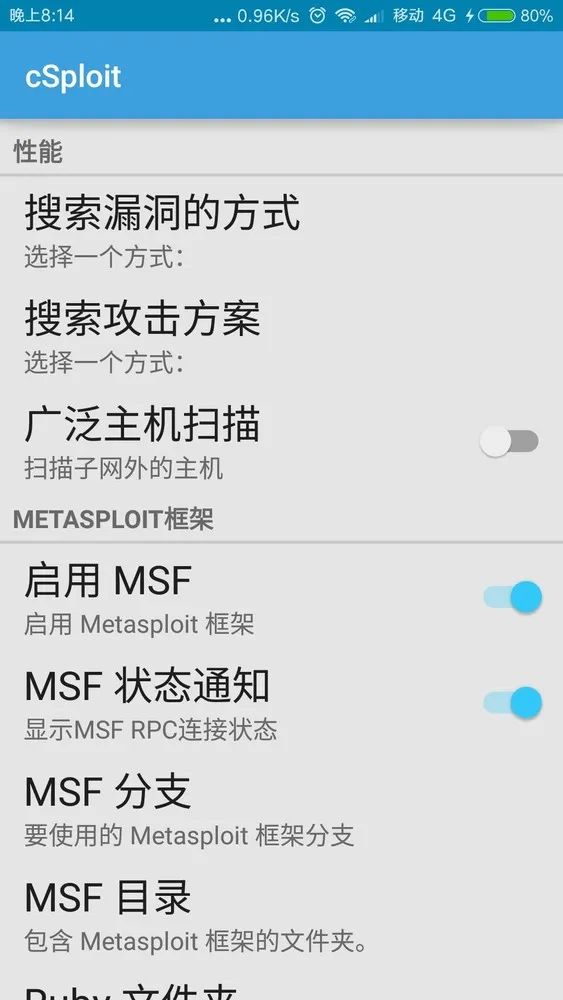 晚上8:14 ... 0.96K/s 移动 4G 80%
cSploit
性能
搜索漏洞的方式
选择一个方式:
搜索攻击方案
选择一个方式:
广泛主机扫描
扫描子网外的主机
METASPLOIT框架
启用 MSF
启用 Metasploit 框架
MSF 状态通知
显示MSF RPC连接状态
MSF 分支
要使用的 Metasploit 框架分支
MSF 目录
包含 Metasploit 框架的文件夹。
Ruby 文件夹